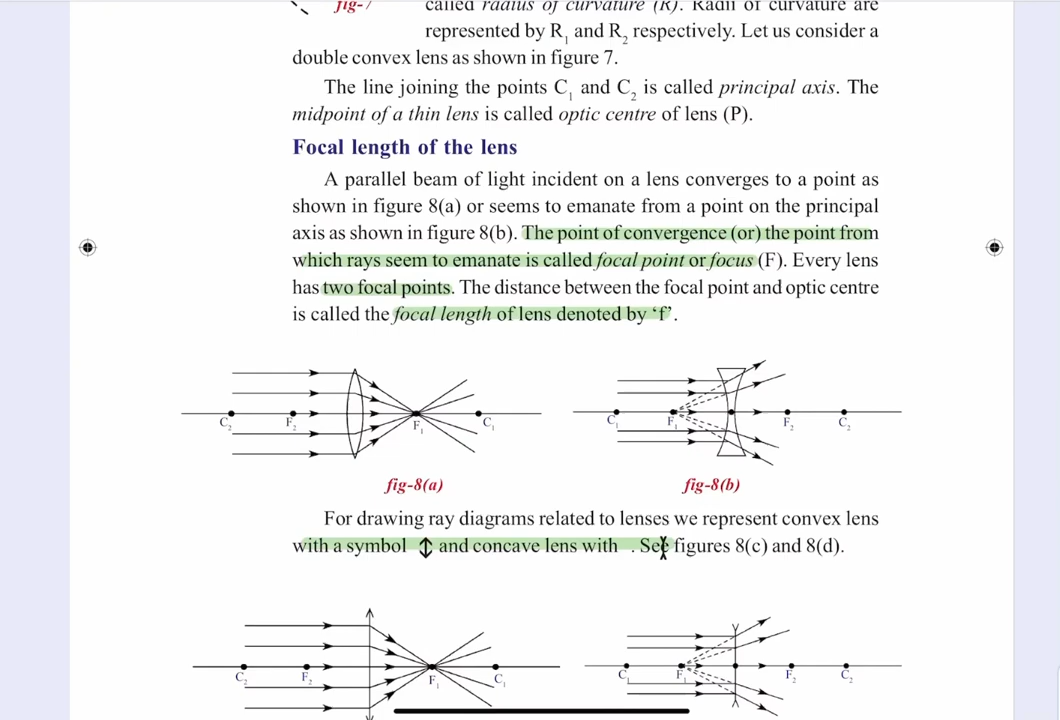 fig-7
called radius of curvature (R). Radii of curvature are
represented by R₁ and R₂ respectively. Let us consider a
double convex lens as shown in figure 7.
The line joining the points C₁ and C₂ is called principal axis. The
midpoint of a thin lens is called optic centre of lens (P).
Focal length of the lens
A parallel beam of light incident on a lens converges to a point as
shown in figure 8(a) or seems to emanate from a point on the principal
axis as shown in figure 8(b). The point of convergence (or) the point from
which rays seem to emanate is called focal point or focus (F). Every lens
has two focal points. The distance between the focal point and optic centre
is called the focal length of lens denoted by ‘f’.
C₂ F₂ F₁ C₁
C₁ F₁ F₂ C₂
fig-8(a)
fig-8(b)
For drawing ray diagrams related to lenses we represent convex lens
with a symbol ↕ and concave lens with . See figures 8(c) and 8(d).
C₂ F₂ F₁ C₁
C₁ F₁ F₂ C₂